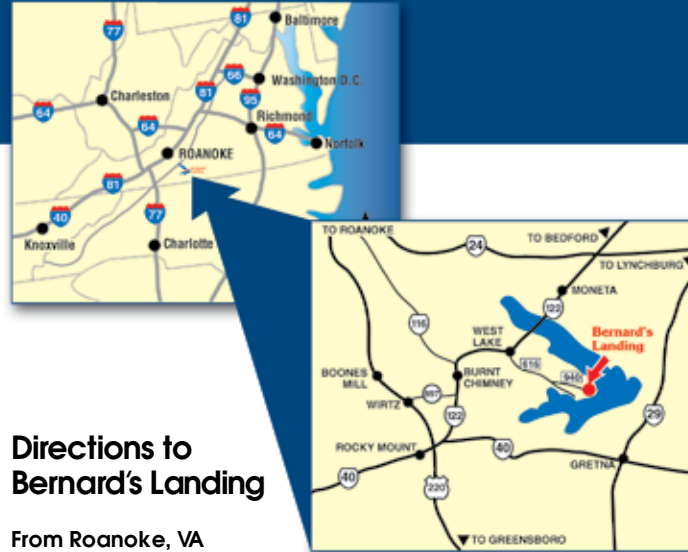 77
81
Baltimore
66
Washington D.C.
Charleston
81
95
64
Richmond
64
64
Norfolk
ROANOKE
81
77
40
Knoxville
Charlotte
TO ROANOKE
24
TO BEDFORD
TO LYNCHBURG
MONETA
122
116
WEST
LAKE
Bernard's
Landing
616
940
BOONES
MILL
BURNT
CHIMNEY
697
WIRTZ
122
29
ROCKY MOUNT
40
40
GRETNA
220
TO GREENSBORO
Directions to
Bernard's Landing
From Roanoke, VA